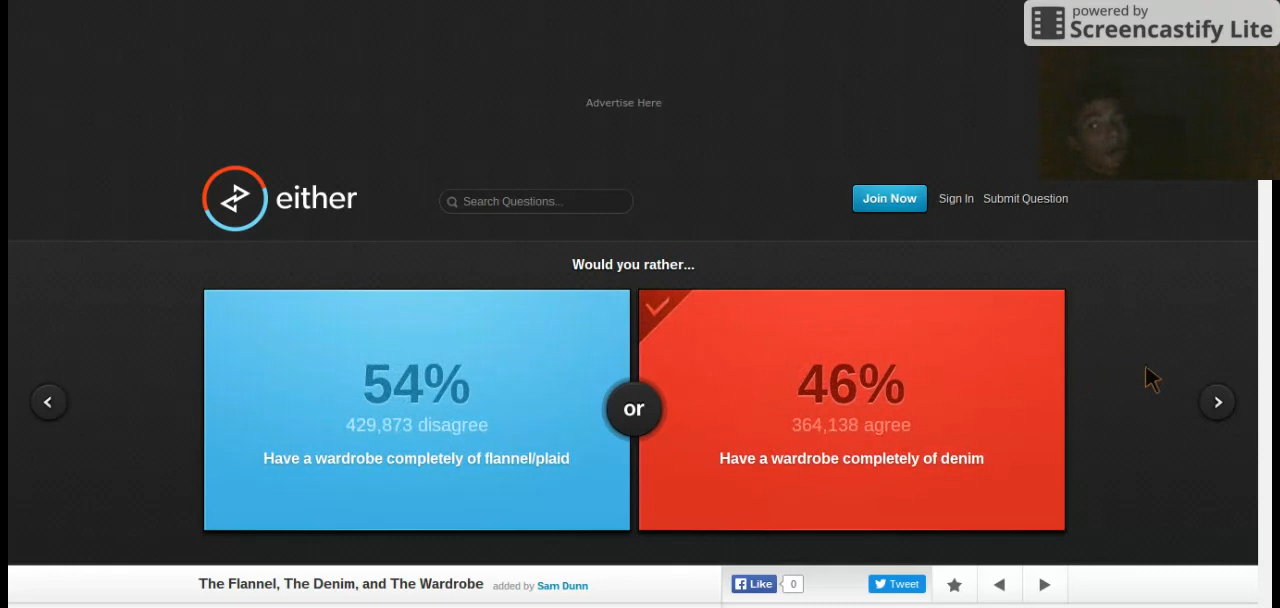 powered by
Screencastify Lite
Advertise Here
either
Search Questions...
Join Now
Sign In
Submit Question
Would you rather...
54%
429,873 disagree
Have a wardrobe completely of flannel/plaid
or
46%
364,138 agree
Have a wardrobe completely of denim
The Flannel, The Denim, and The Wardrobe added by Sam Dunn
Like
0
Tweet